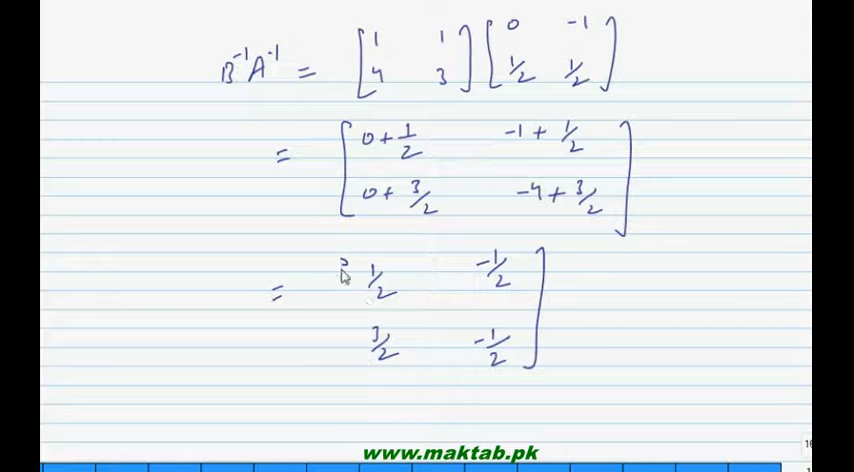 B⁻¹A⁻¹ = [1 1; 4 3] [0 -1; 1/2 1/2]
= [0 + 1/2 -1 + 1/2; 0 + 3/2 -4 + 3/2]
= 1/2 -1/2; 3/2 -1/2]
www.maktab.pk
16